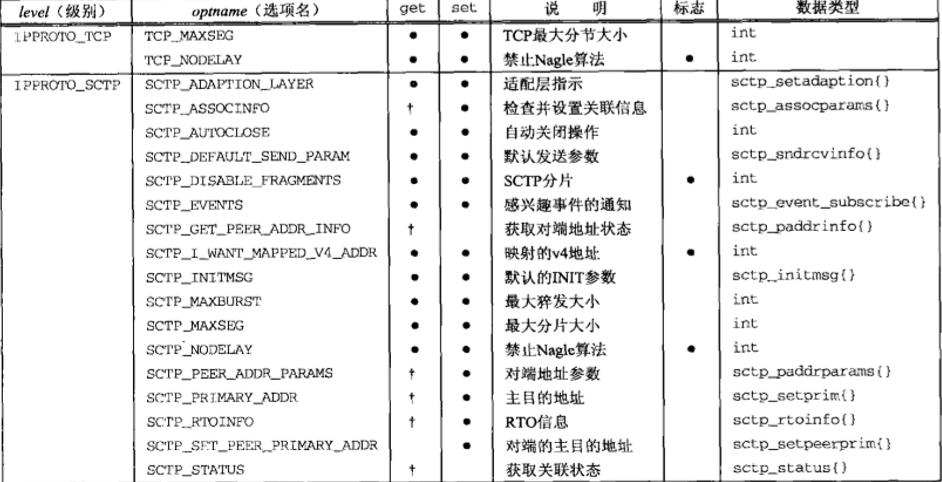 level（级别） optname（选项名） get set 说 明 标志 数据类型
IPPROTO_TCP TCP_MAXSEG ● ● TCP最大分节大小 int
TCP_NODELAY ● ● 禁止Nagle算法 ● int
IPPROTO_SCTP SCTP_ADAPTION_LAYER ● ● 适配层指示 sctp_setadaption{}
SCTP_ASSOCINFO † ● 检查并设置关联信息 sctp_assocparams{}
SCTP_AUTOCLOSE ● ● 自动关闭操作 int
SCTP_DEFAULT_SEND_PARAM ● ● 默认发送参数 sctp_sndrcvinfo{}
SCTP_DISABLE_FRAGMENTS ● ● SCTP分片 ● int
SCTP_EVENTS ● ● 感兴趣事件的通知 sctp_event_subscribe{}
SCTP_GET_PEER_ADDR_INFO † 获取对端地址状态 sctp_paddrinfo{}
SCTP_I_WANT_MAPPED_V4_ADDR ● ● 映射的v4地址 ● int
SCTP_INITMSG ● ● 默认的INIT参数 sctp_initmsg{}
SCTP_MAXBURST ● ● 最大猝发大小 int
SCTP_MAXSEG ● ● 最大分片大小 int
SCTP_NODELAY ● ● 禁止Nagle算法 ● int
SCTP_PEER_ADDR_PARAMS † ● 对端地址参数 sctp_paddrparams{}
SCTP_PRIMARY_ADDR † ● 主目的地址 sctp_setprim{}
SCTP_RTOINFO † ● RTO信息 sctp_rtoinfo{}
SCTP_SET_PEER_PRIMARY_ADDR ● 对端的主目的地址 sctp_setpeerprim{}
SCTP_STATUS † 获取关联状态 sctp_status{}